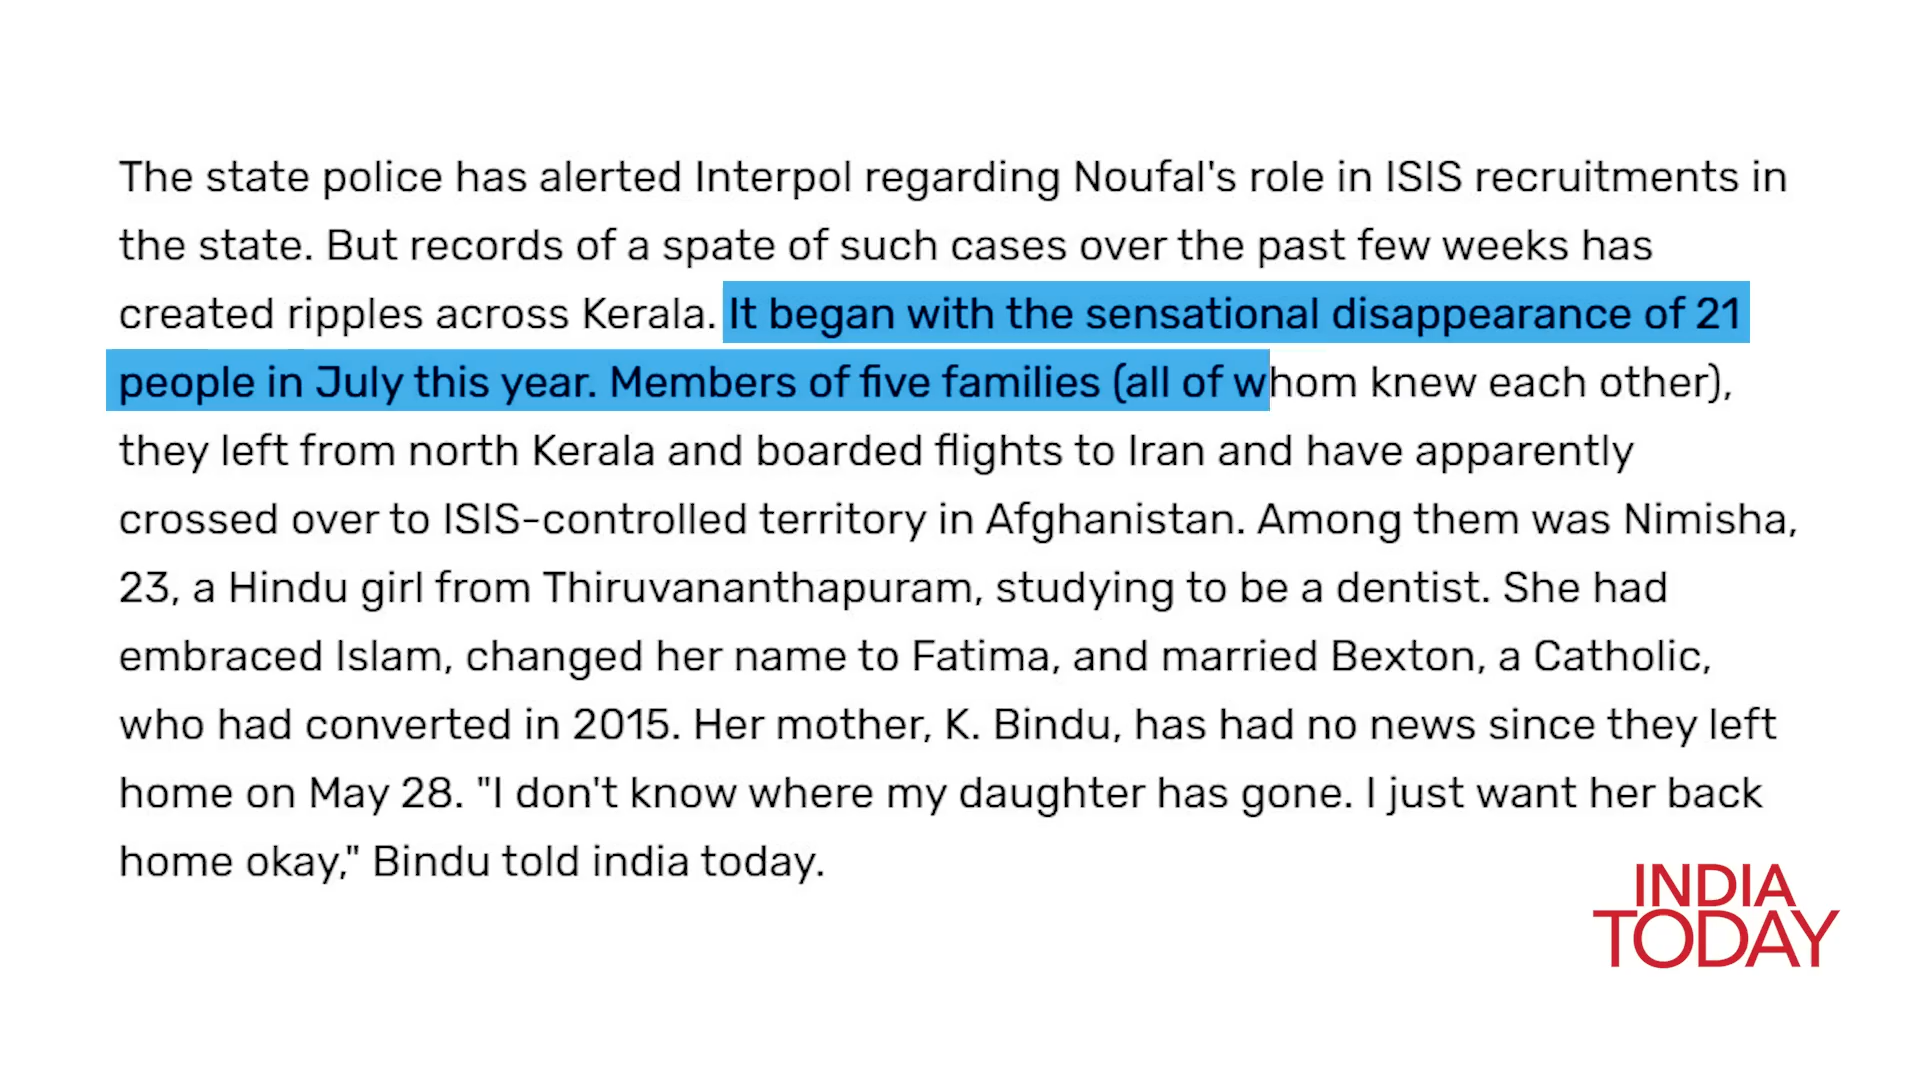 The state police has alerted Interpol regarding Noufal's role in ISIS recruitments in
the state. But records of a spate of such cases over the past few weeks has
created ripples across Kerala. It began with the sensational disappearance of 21
people in July this year. Members of five families (all of whom knew each other),
they left from north Kerala and boarded flights to Iran and have apparently
crossed over to ISIS-controlled territory in Afghanistan. Among them was Nimisha,
23, a Hindu girl from Thiruvananthapuram, studying to be a dentist. She had
embraced Islam, changed her name to Fatima, and married Bexton, a Catholic,
who had converted in 2015. Her mother, K. Bindu, has had no news since they left
home on May 28. "I don't know where my daughter has gone. I just want her back
home okay," Bindu told india today.
INDIA
TODAY